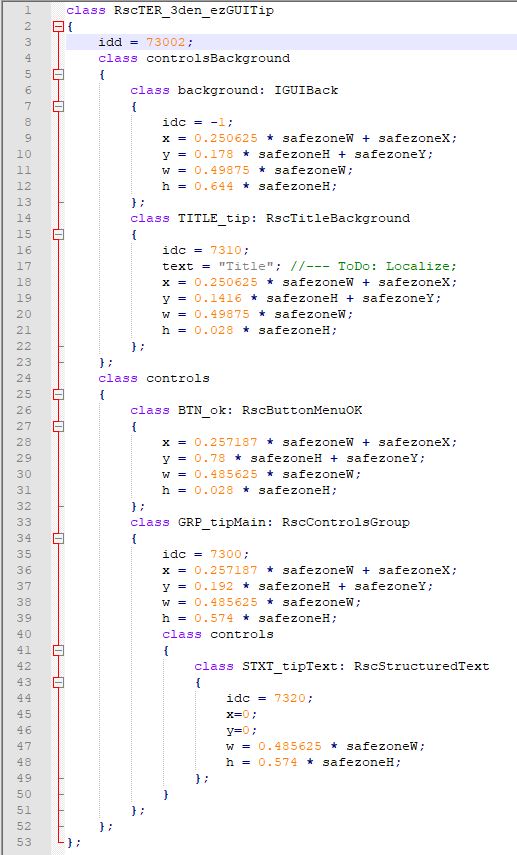 1 class RscTER_3den_ezGUITip
2 {
3 idd = 73002;
4 class controlsBackground
5 {
6 class background: IGUIBack
7 {
8 idc = -1;
9 x = 0.250625 * safezoneW + safezoneX;
10 y = 0.178 * safezoneH + safezoneY;
11 w = 0.49875 * safezoneW;
12 h = 0.644 * safezoneH;
13 };
14 class TITLE_tip: RscTitleBackground
15 {
16 idc = 7310;
17 text = "Title"; //--- ToDo: Localize;
18 x = 0.250625 * safezoneW + safezoneX;
19 y = 0.1416 * safezoneH + safezoneY;
20 w = 0.49875 * safezoneW;
21 h = 0.028 * safezoneH;
22 };
23 };
24 class controls
25 {
26 class BTN_ok: RscButtonMenuOK
27 {
28 x = 0.257187 * safezoneW + safezoneX;
29 y = 0.78 * safezoneH + safezoneY;
30 w = 0.485625 * safezoneW;
31 h = 0.028 * safezoneH;
32 };
33 class GRP_tipMain: RscControlsGroup
34 {
35 idc = 7300;
36 x = 0.257187 * safezoneW + safezoneX;
37 y = 0.192 * safezoneH + safezoneY;
38 w = 0.485625 * safezoneW;
39 h = 0.574 * safezoneH;
40 class controls
41 {
42 class STXT_tipText: RscStructuredText
43 {
44 idc = 7320;
45 x=0;
46 y=0;
47 w = 0.485625 * safezoneW;
48 h = 0.574 * safezoneH;
49 };
50 }
51 };
52 };
53 };